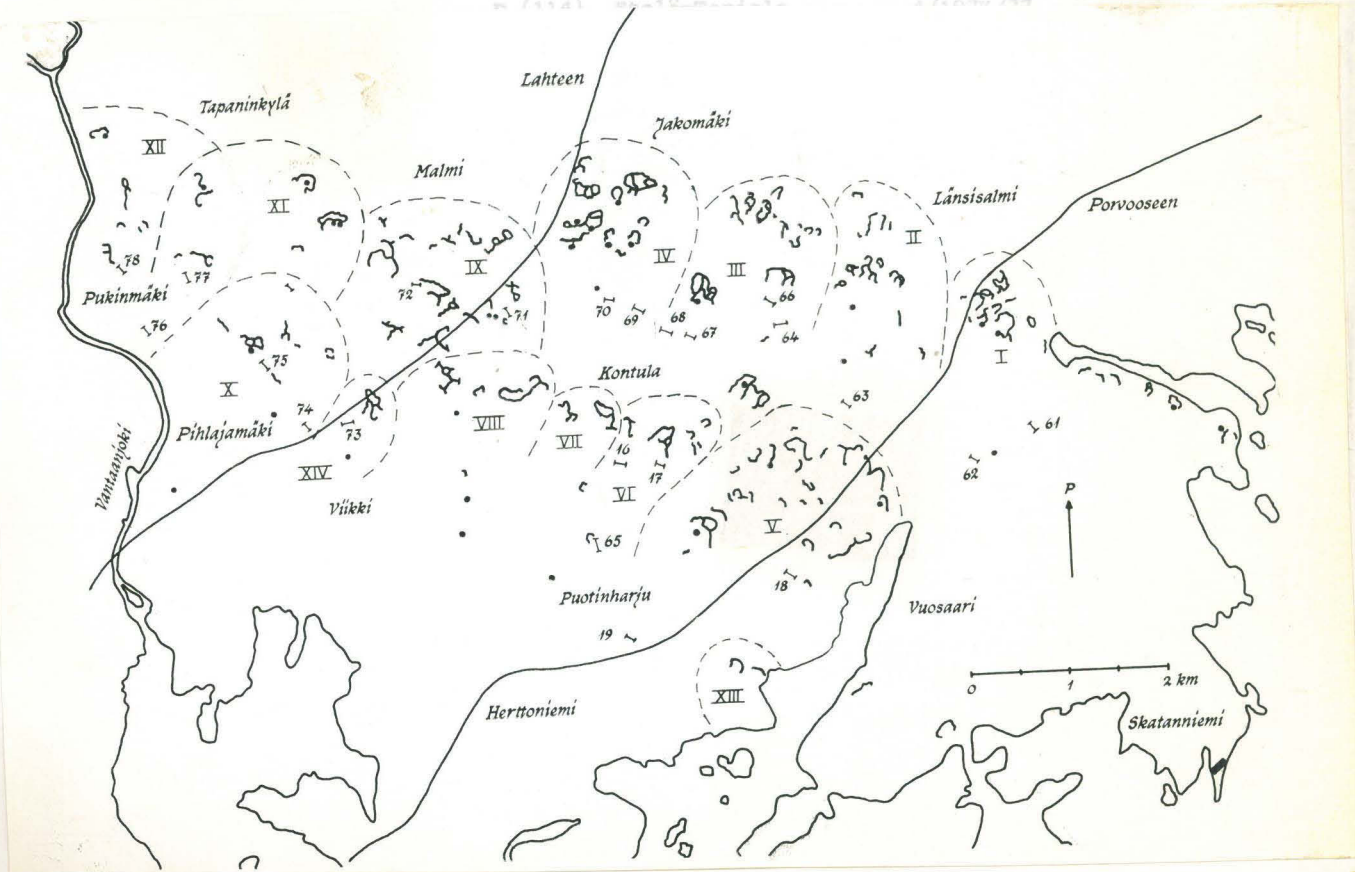 Lahteen
Tapaninkylä
Jakomäki
XII
Malmi
Länsisalmi
Porvooseen
XI
II
IV
III
IX
78
77
Pukinmäki
72
66
70
69
68
71
76
67
64
I
75
Kontula
X
74
63
VIII
73
61
Pihlajamäki
VII
16
XIV
17
62
Vantaanjoki
VI
P
Viikki
V
65
18
Puotinharju
Vuosaari
19
0 1 2 km
XIII
Herttoniemi
Skatanniemi